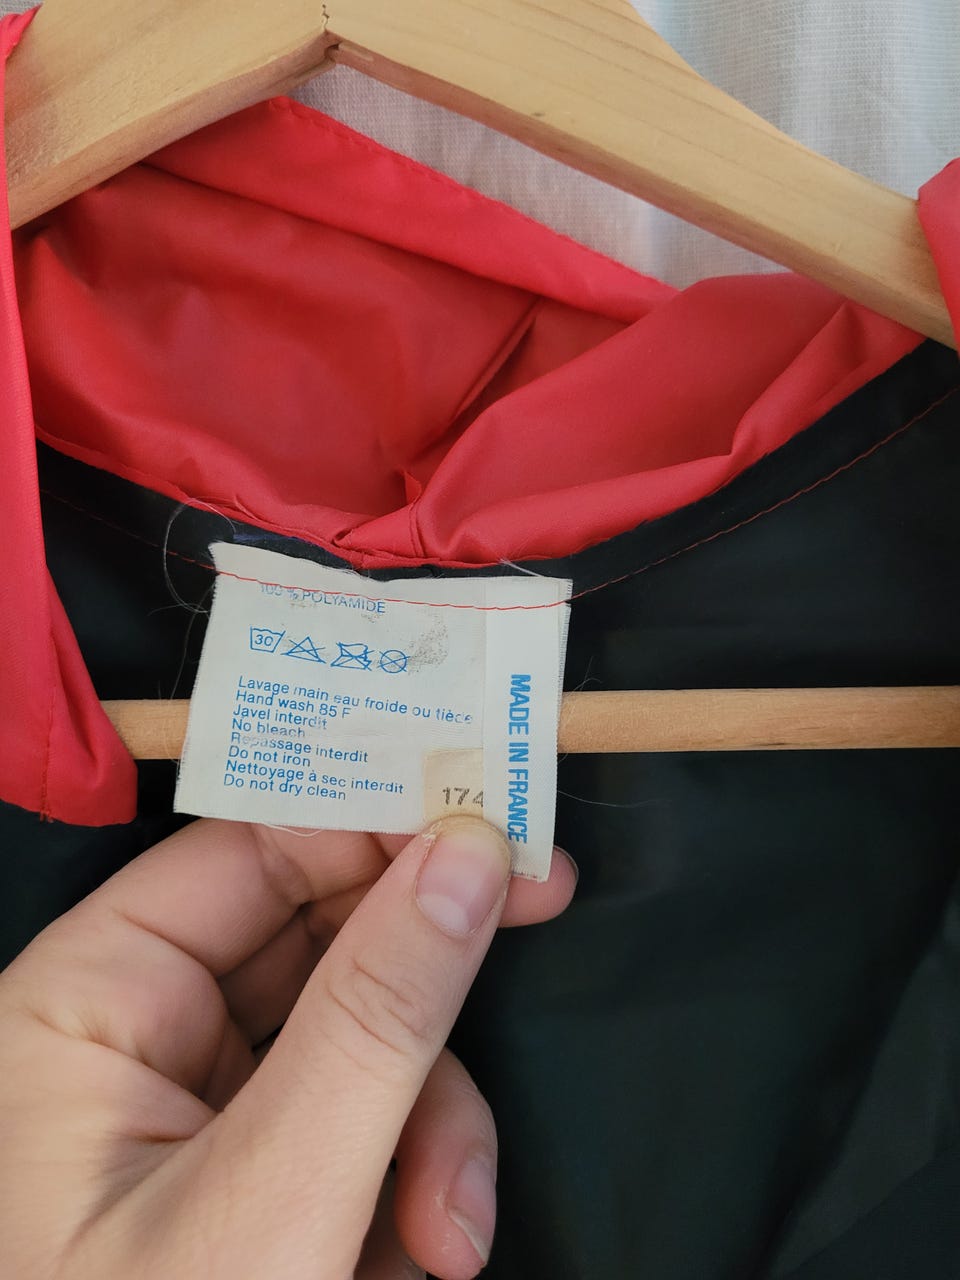 100 % POLYAMIDE
30
Lavage main eau froide ou tiède
Hand wash 85 F
Javel interdit
No bleach
Repassage interdit
Do not iron
Nettoyage à sec interdit
Do not dry clean
174
MADE IN FRANCE